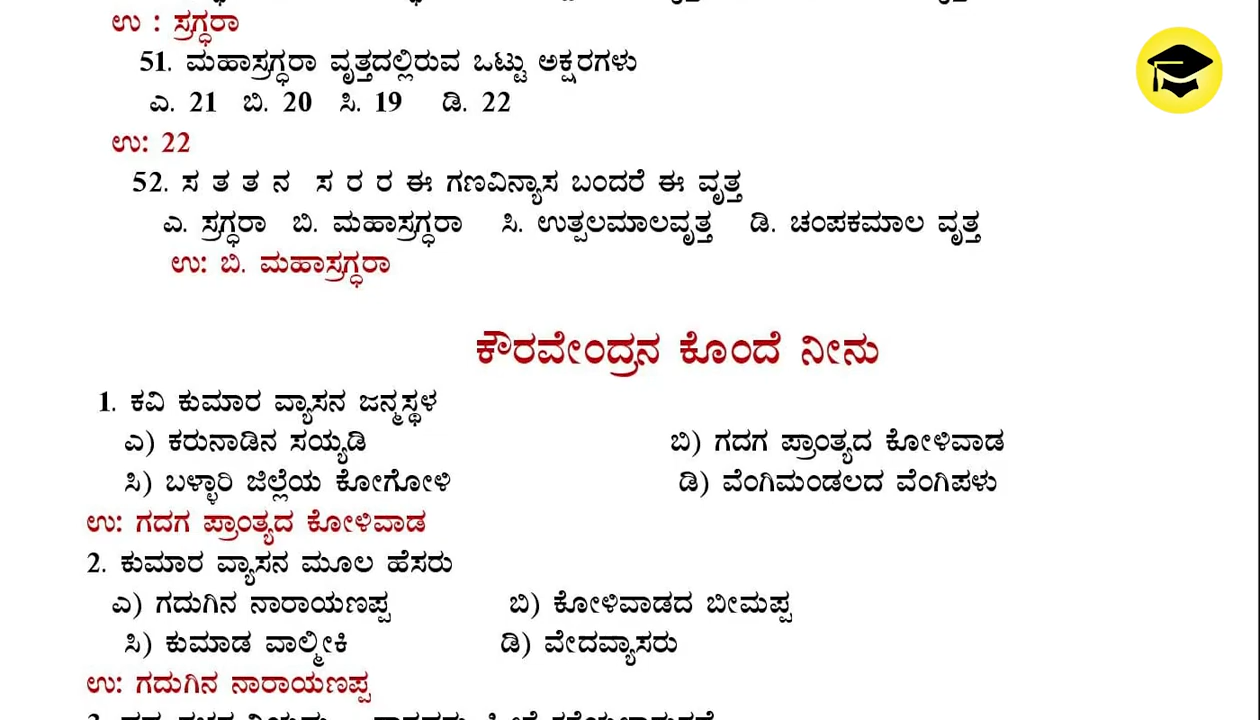 ಉ : ಸ್ರಗ್ಧರಾ
51. ಮಹಾಸ್ರಗ್ಧರಾ ವೃತ್ತದಲ್ಲಿರುವ ಒಟ್ಟು ಅಕ್ಷರಗಳು
ಎ. 21 ಬಿ. 20 ಸಿ. 19 ಡಿ. 22
ಉ: 22
52. ಸ ತ ತ ನ ಸ ರ ರ ಈ ಗಣವಿನ್ಯಾಸ ಬಂದರೆ ಈ ವೃತ್ತ
ಎ. ಸ್ರಗ್ಧರಾ ಬಿ. ಮಹಾಸ್ರಗ್ಧರಾ ಸಿ. ಉತ್ಪಲಮಾಲವೃತ್ತ ಡಿ. ಚಂಪಕಮಾಲ ವೃತ್ತ
ಉ: ಬಿ. ಮಹಾಸ್ರಗ್ಧರಾ
ಕೌರವೇಂದ್ರನ ಕೊಂದೆ ನೀನು
1. ಕವಿ ಕುಮಾರ ವ್ಯಾಸನ ಜನ್ಮಸ್ಥಳ
ಎ) ಕರುನಾಡಿನ ಸಯ್ಯಡಿ ಬಿ) ಗದಗ ಪ್ರಾಂತ್ಯದ ಕೋಳಿವಾಡ
ಸಿ) ಬಳ್ಳಾರಿ ಜಿಲ್ಲೆಯ ಕೋಗೋಳಿ ಡಿ) ವೆಂಗಿಮಂಡಲದ ವೆಂಗಿಪಳು
ಉ: ಗದಗ ಪ್ರಾಂತ್ಯದ ಕೋಳಿವಾಡ
2. ಕುಮಾರ ವ್ಯಾಸನ ಮೂಲ ಹೆಸರು
ಎ) ಗದುಗಿನ ನಾರಾಯಣಪ್ಪ ಬಿ) ಕೋಳಿವಾಡದ ಬೀಮಪ್ಪ
ಸಿ) ಕುಮಾಡ ವಾಲ್ಮೀಕಿ ಡಿ) ವೇದವ್ಯಾಸರು
ಉ: ಗದುಗಿನ ನಾರಾಯಣಪ್ಪ